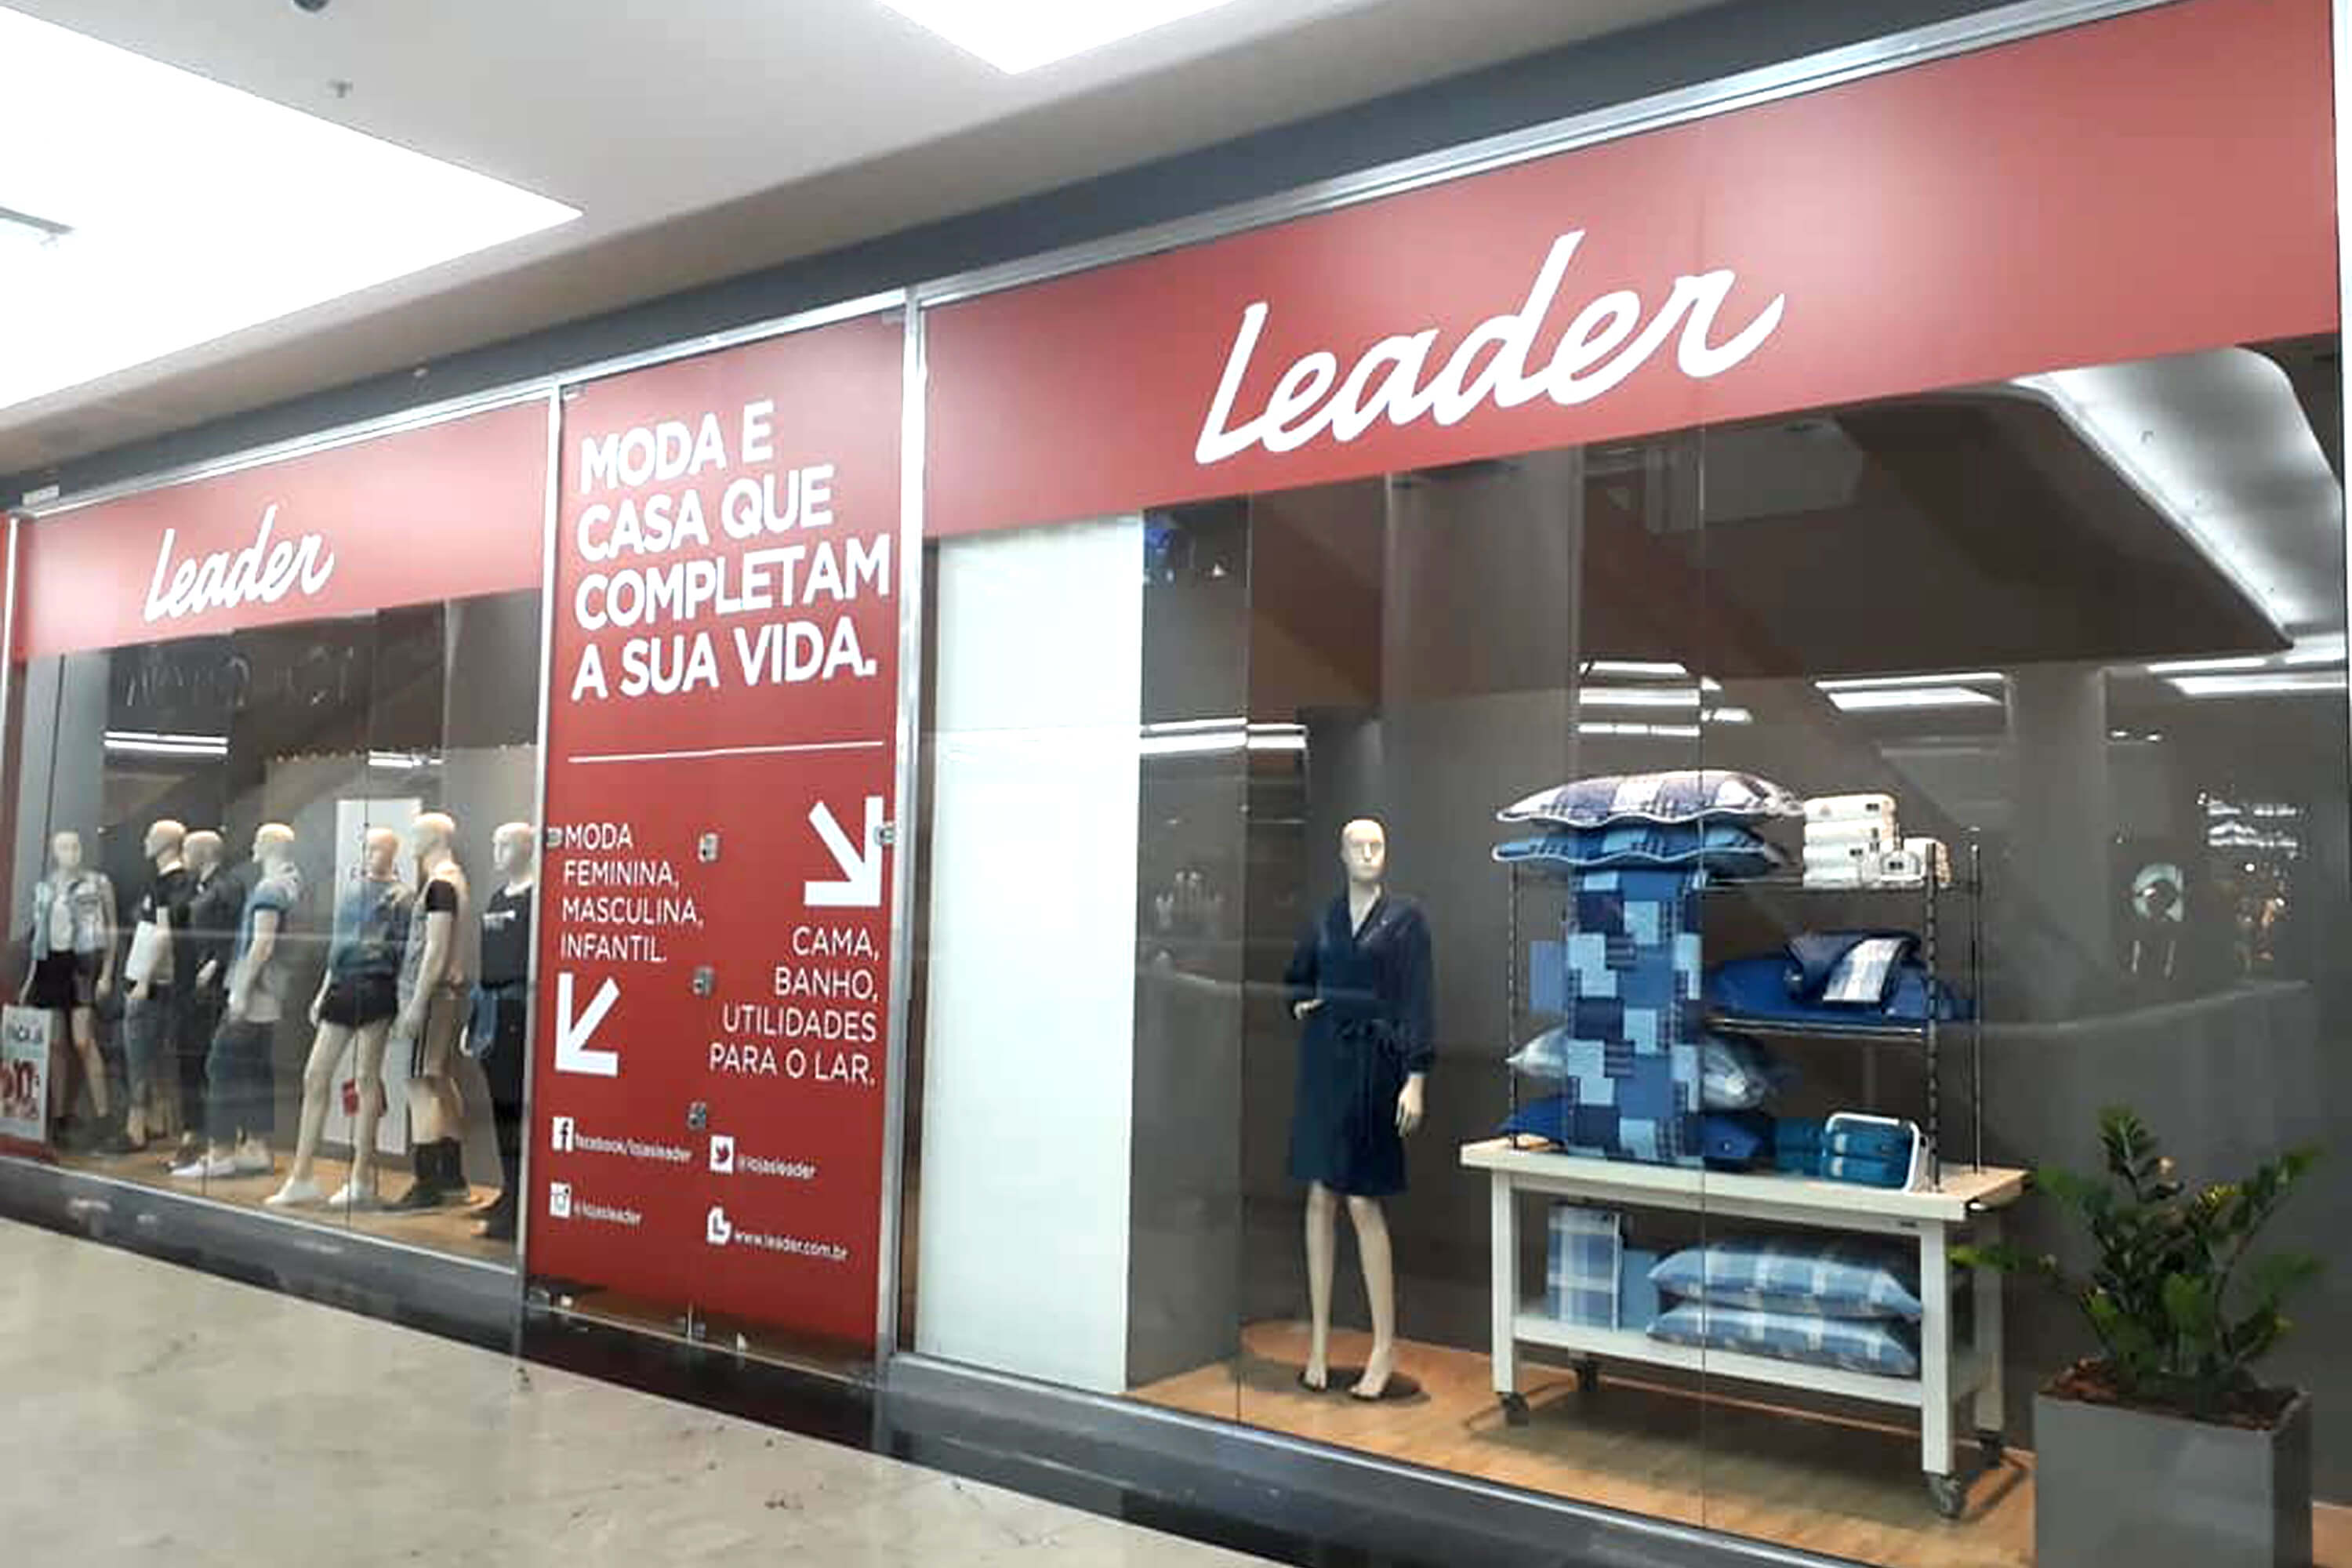 Leader
MODA E
CASA QUE
COMPLETAM
A SUA VIDA.
MODA
FEMININA,
MASCULINA,
INFANTIL.
CAMA,
BANHO,
UTILIDADES
PARA O LAR.
facebook/lojasleader
@lojasleader
@lojasleader
www.leader.com.br
Leader